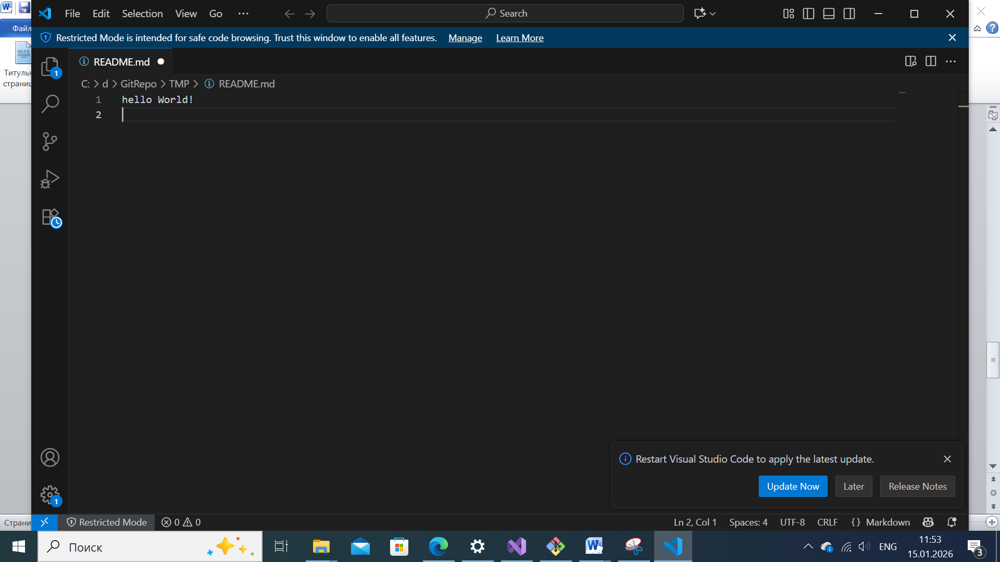 File Edit Selection View Go ··· Search
Restricted Mode is intended for safe code browsing. Trust this window to enable all features. Manage Learn More
README.md
C: > d > GitRepo > TMP > README.md
1 hello World!
2
Файл
Титульн
страниц
1
Restart Visual Studio Code to apply the latest update.
Update Now Later Release Notes
1
Страни
Restricted Mode 0 0 Ln 2, Col 1 Spaces: 4 UTF-8 CRLF {} Markdown
Поиск ENG 11:53
15.01.2026
3